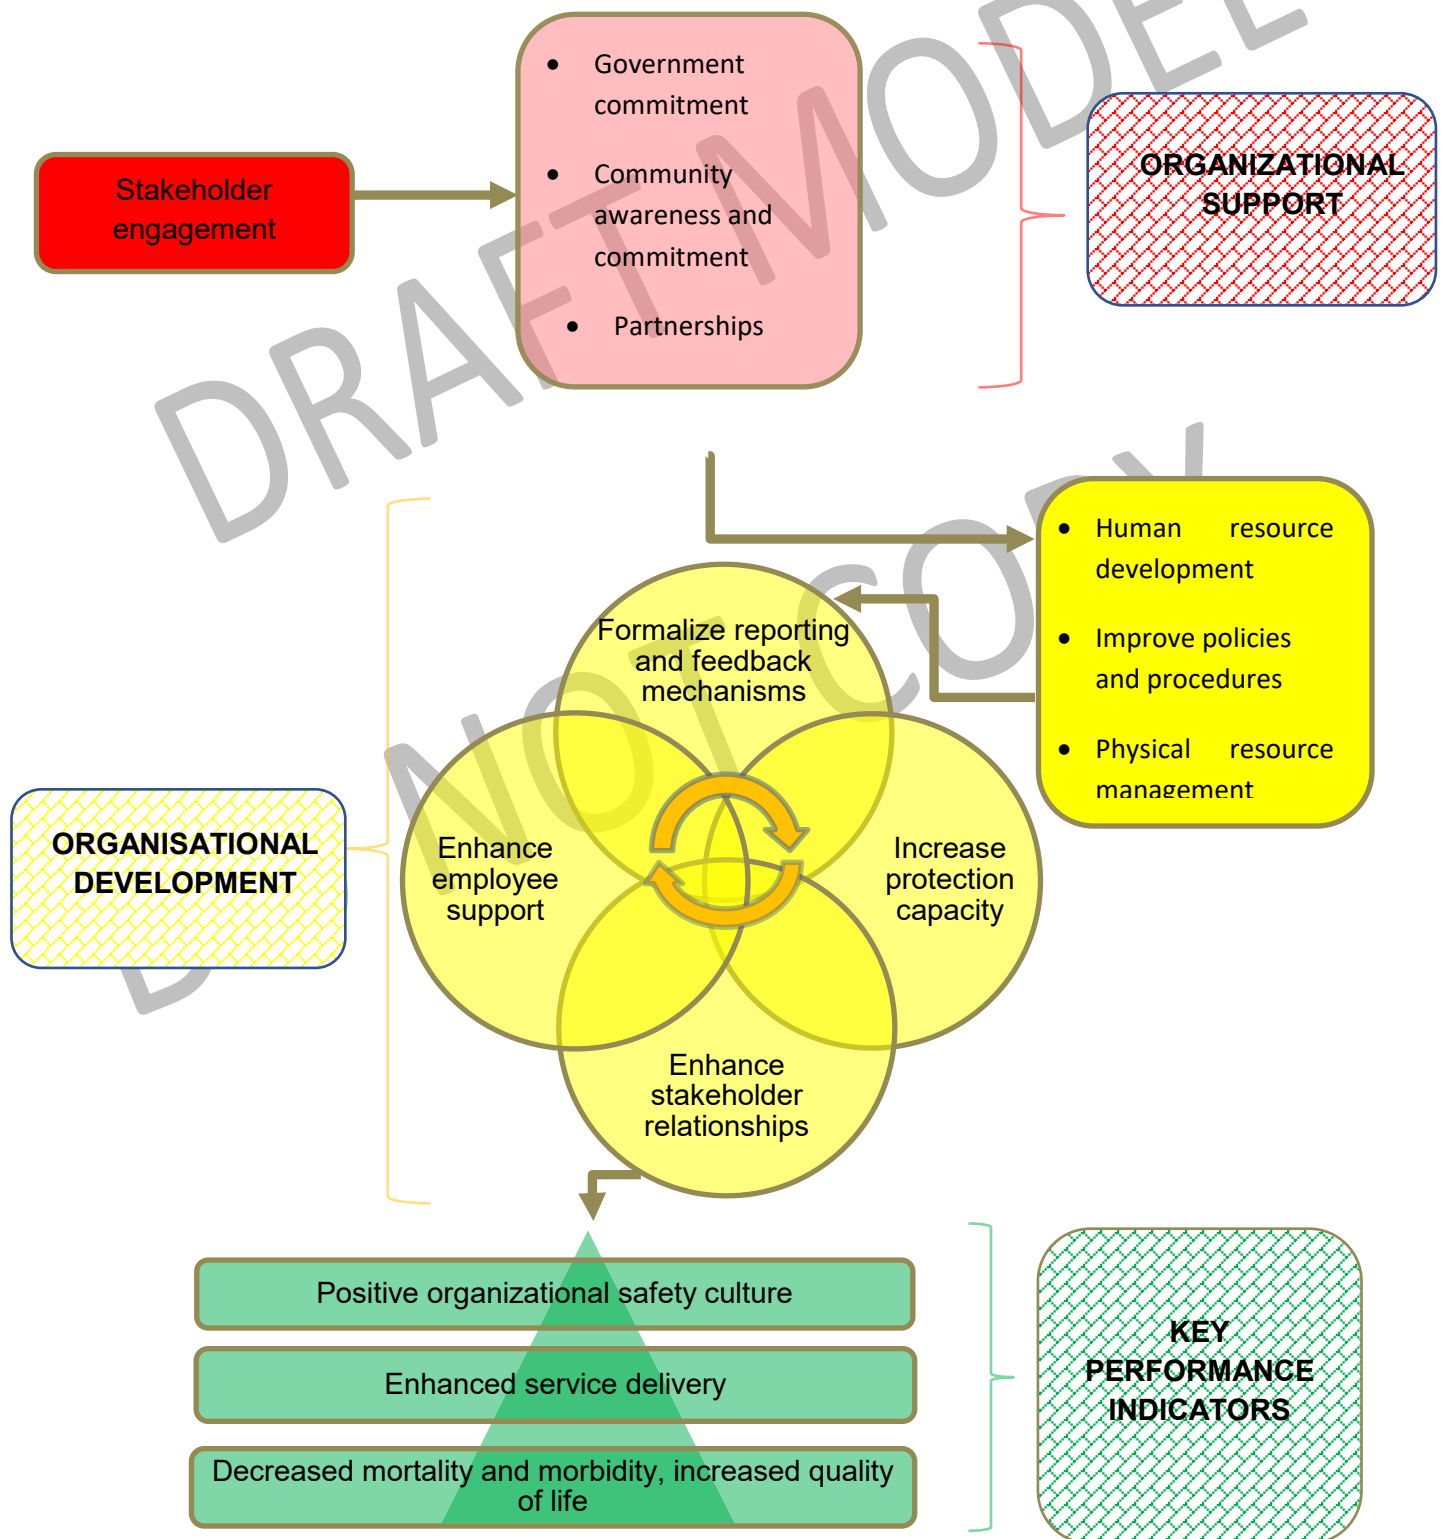 Government
commitment
Community
awareness and
commitment
Partnerships
Stakeholder
engagement
ORGANIZATIONAL
SUPPORT
DRAFT MODEL
Human resource
development
Improve policies
and procedures
Physical resource
management
Formalize reporting
and feedback
mechanisms
Enhance
employee
support
Increase
protection
capacity
Enhance
stakeholder
relationships
ORGANISATIONAL
DEVELOPMENT
NOT COPY
Positive organizational safety culture
Enhanced service delivery
Decreased mortality and morbidity, increased quality
of life
KEY
PERFORMANCE
INDICATORS